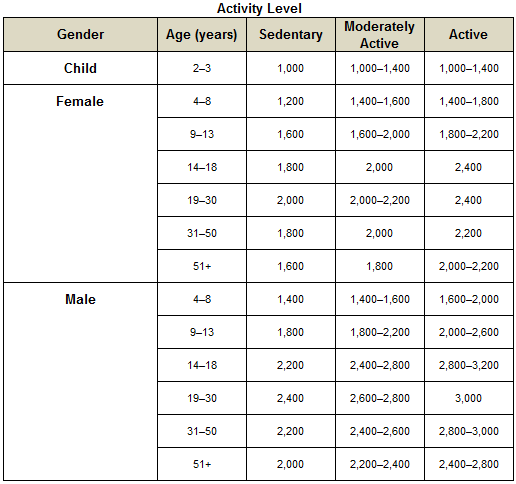 Activity Level
Gender Age (years) Sedentary Moderately Active Active
Child 2–3 1,000 1,000–1,400 1,000–1,400
Female 4–8 1,200 1,400–1,600 1,400–1,800
9–13 1,600 1,600–2,000 1,800–2,200
14–18 1,800 2,000 2,400
19–30 2,000 2,000–2,200 2,400
31–50 1,800 2,000 2,200
51+ 1,600 1,800 2,000–2,200
Male 4–8 1,400 1,400–1,600 1,600–2,000
9–13 1,800 1,800–2,200 2,000–2,600
14–18 2,200 2,400–2,800 2,800–3,200
19–30 2,400 2,600–2,800 3,000
31–50 2,200 2,400–2,600 2,800–3,000
51+ 2,000 2,200–2,400 2,400–2,800